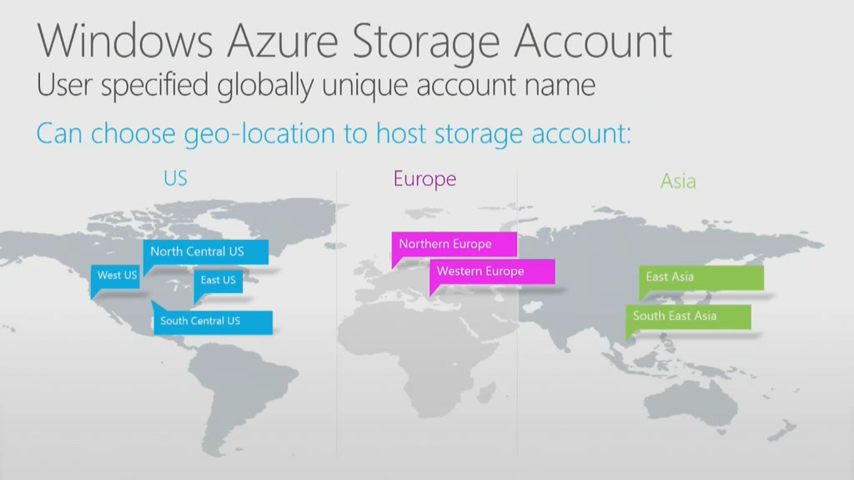 Windows Azure Storage Account
User specified globally unique account name
Can choose geo-location to host storage account:
US
Europe
Asia
North Central US
West US
East US
South Central US
Northern Europe
Western Europe
East Asia
South East Asia